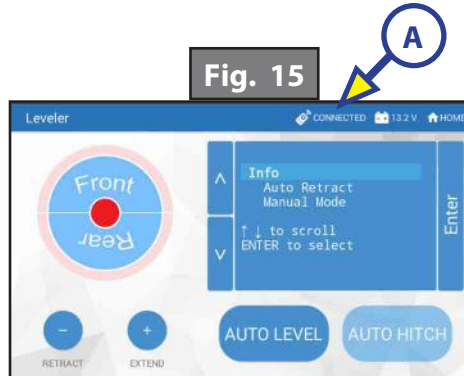 A
Fig. 15
Leveler
CONNECTED 13.2 V HOME
Front
Rear
Info
Auto Retract
Manual Mode
↑ ↓ to scroll
ENTER to select
Enter
RETRACT
EXTEND
AUTO LEVEL
AUTO HITCH